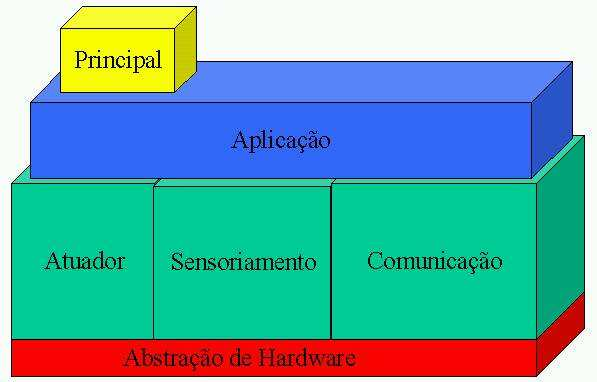 Principal
Aplicação
Atuador
Sensoriamento
Comunicação
Abstração de Hardware